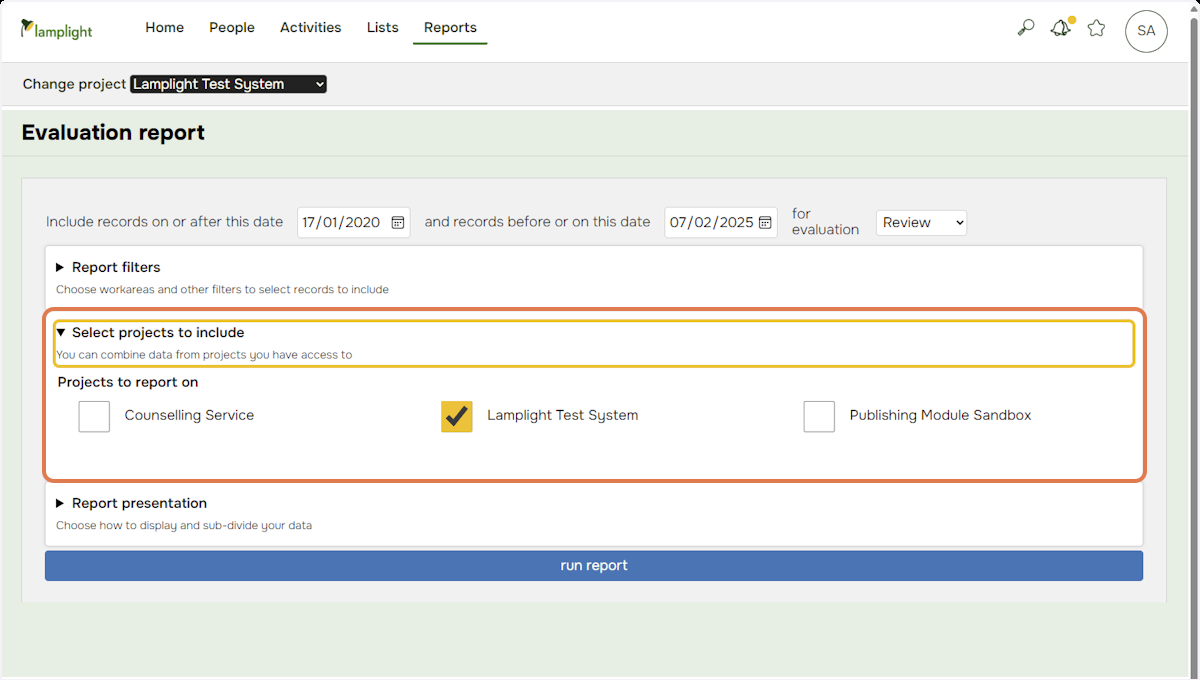 lamplight Home People Activities Lists Reports SA
Change project Lamplight Test System
Evaluation report
Include records on or after this date 17/01/2020 and records before or on this date 07/02/2025 for evaluation Review
Report filters
Choose workareas and other filters to select records to include
Select projects to include
You can combine data from projects you have access to
Projects to report on
Counselling Service Lamplight Test System Publishing Module Sandbox
Report presentation
Choose how to display and sub-divide your data
run report